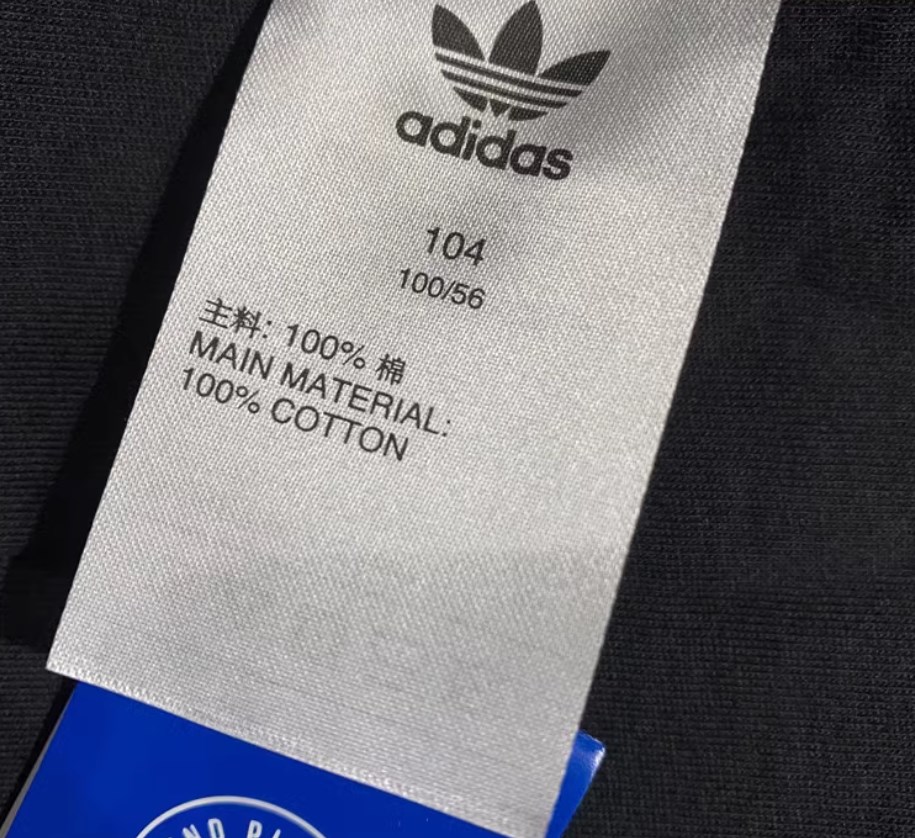 adidas
104
100/56
主料: 100% 棉
MAIN MATERIAL:
100% COTTON